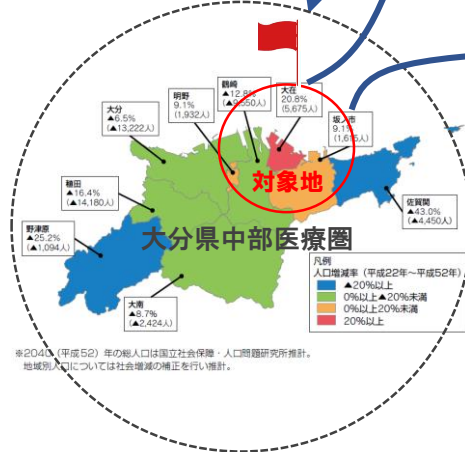 鶴崎
▲12.8%
(▲9,550人)
大在
20.8%
(5,675人)
明野
9.1%
(1,932人)
坂ノ市
9.1%
(1,615人)
大分
▲6.5%
(▲13,222人)
対象地
稙田
▲16.4%
(▲14,180人)
佐賀関
▲43.0%
(▲4,450人)
野津原
▲25.2%
(▲1,094人)
大分県中部医療圏
大南
▲8.7%
(▲2,424人)
凡例
人口増減率（平成22年～平成52年）
▲20%以上
0%以上▲20%未満
0%以上20%未満
20%以上
※2040（平成52）年の総人口は国立社会保障・人口問題研究所推計。
地域別人口については社会増減の補正を行い推計。